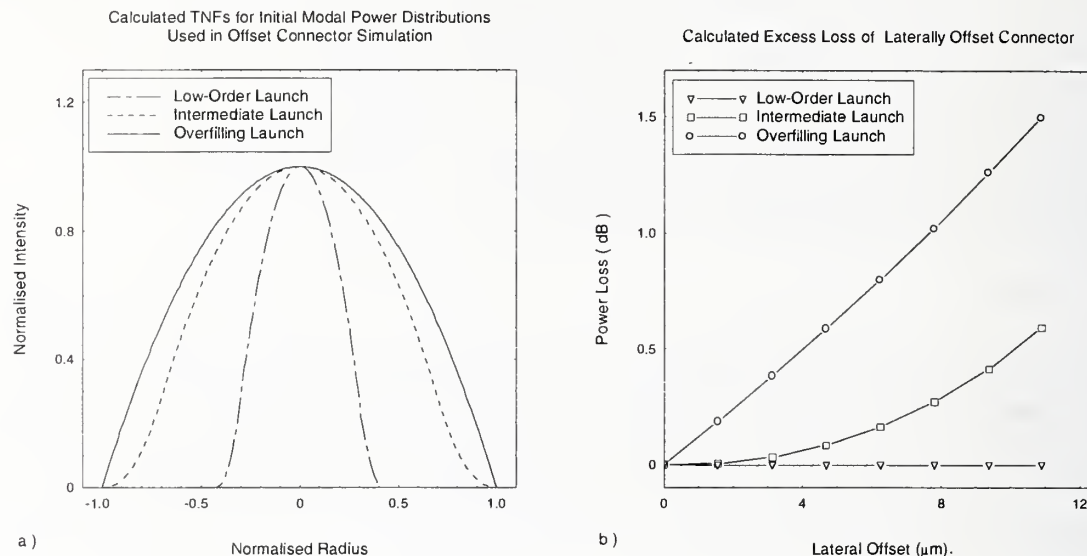 Calculated TNFs for Initial Modal Power Distributions
Used in Offset Connector Simulation
Low-Order Launch
Intermediate Launch
Overfilling Launch
Normalised Intensity
1.2
0.8
0.4
0
-1.0
-0.5
0
0.5
1.0
a )
Normalised Radius
Calculated Excess Loss of Laterally Offset Connector
Low-Order Launch
Intermediate Launch
Overfilling Launch
Power Loss ( dB )
1.5
1.0
0.5
0
0
4
8
12
b )
Lateral Offset (μm).